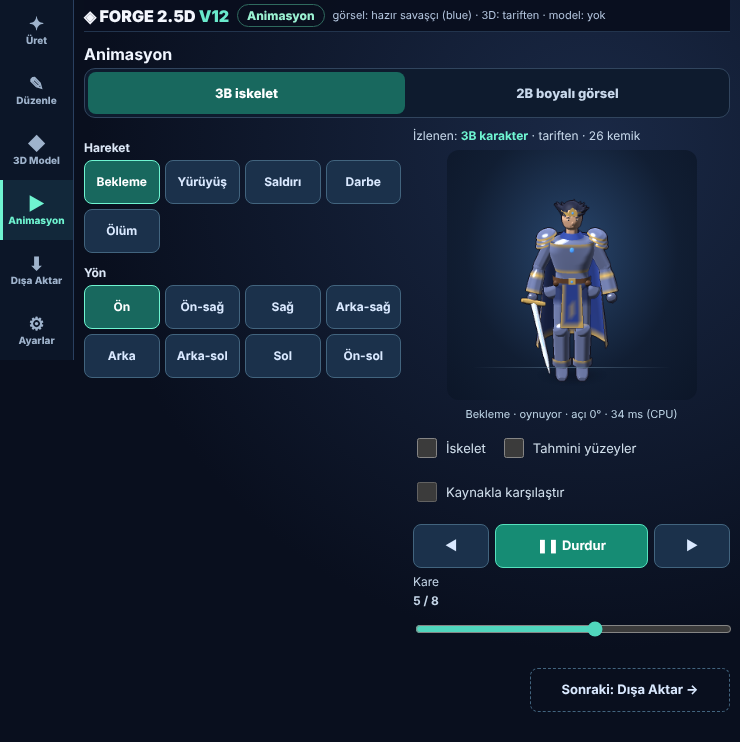 ◈ FORGE 2.5D V12 Animasyon görsel: hazır savaşçı (blue) · 3D: tariften · model: yok
Üret
Düzenle
3D Model
Animasyon
Dışa Aktar
Ayarlar
Animasyon
3B iskelet 2B boyalı görsel
Hareket
Bekleme Yürüyüş Saldırı Darbe
Ölüm
Yön
Ön Ön-sağ Sağ Arka-sağ
Arka Arka-sol Sol Ön-sol
İzlenen: 3B karakter · tariften · 26 kemik
Bekleme · oynuyor · açı 0° · 34 ms (CPU)
İskelet Tahmini yüzeyler
Kaynakla karşılaştır
◀ ❚❚ Durdur ▶
Kare
5 / 8
Sonraki: Dışa Aktar →